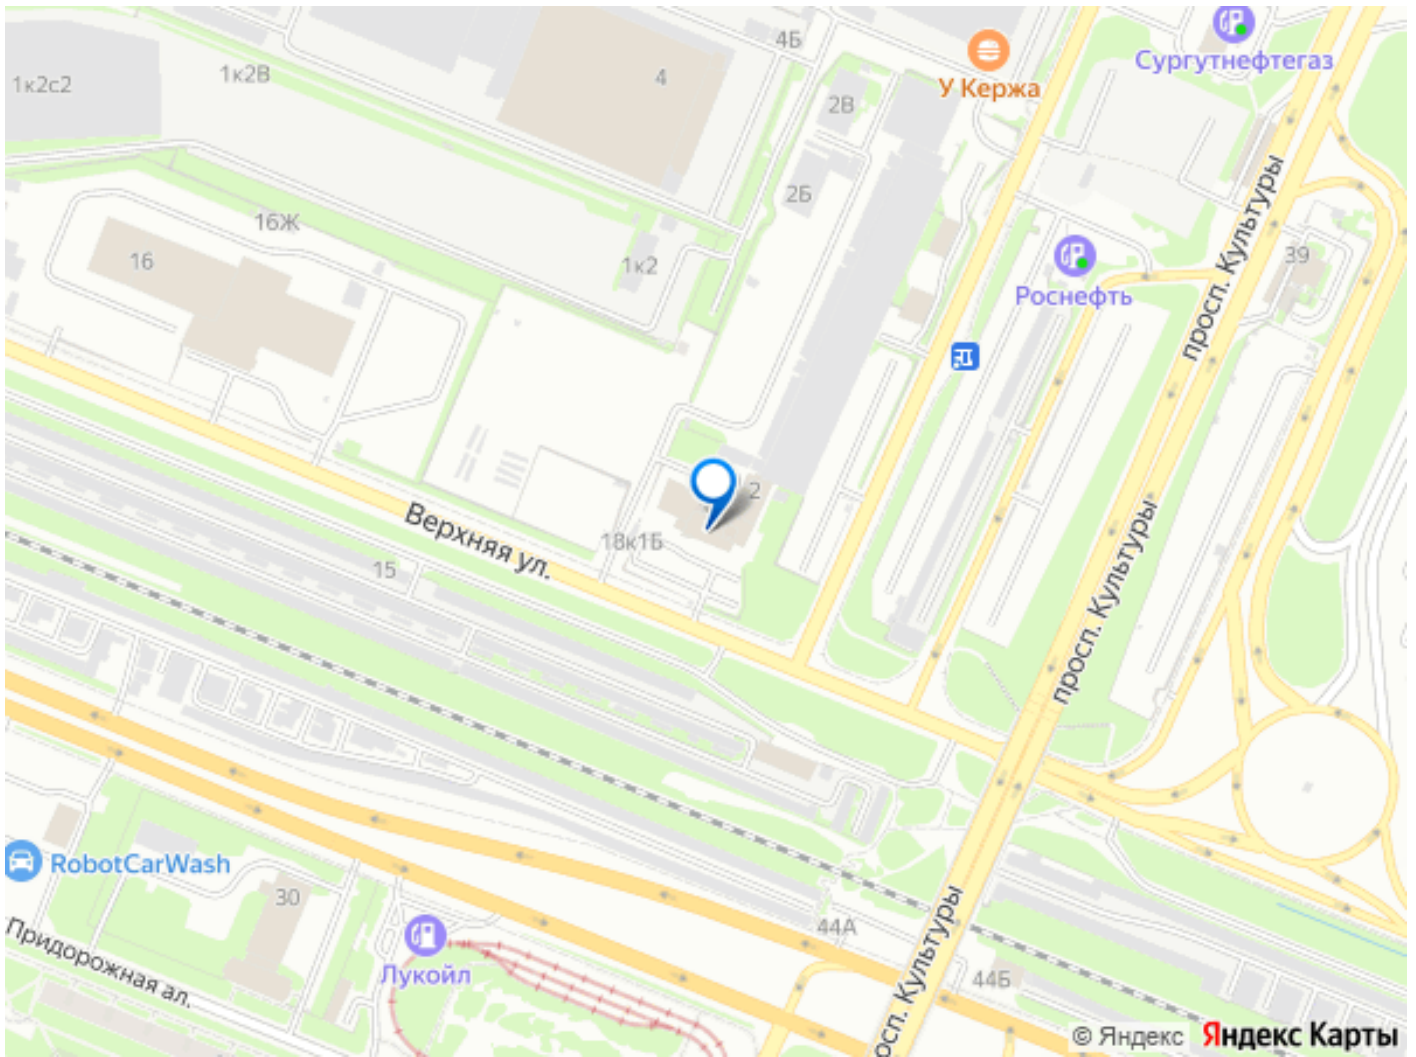 4Б
Сургутнефтегаз
1к2В
4
1к2с2
У Кержа
2В
2Б
просп. Культуры
16Ж
16
1к2
39
Роснефть
2
Верхняя ул.
18к1Б
15
просп. Культуры
RobotCarWash
30
44А
Придорожная ал.
Лукойл
просп. Культуры
44Б
© Яндекс Яндекс Карты